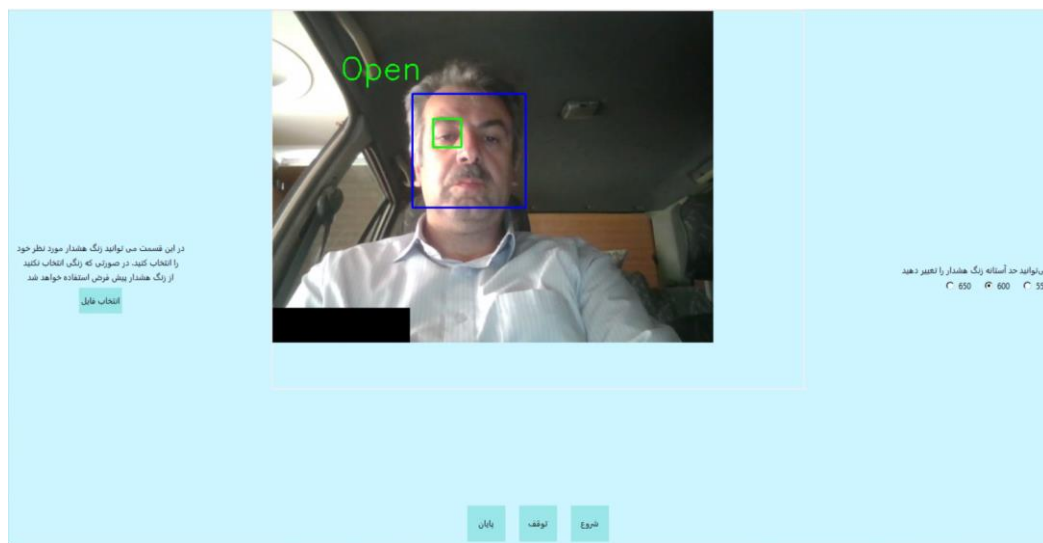 Open
در این قسمت می توانید زنگ هشدار مورد نظر خود
را انتخاب کنید. در صورتی که زنگی انتخاب نکنید
از زنگ هشدار پیش فرض استفاده خواهد شد
انتخاب فایل
می‌توانید حد آستانه زنگ هشدار را تغییر دهید
650 600 55
پایان توقف شروع